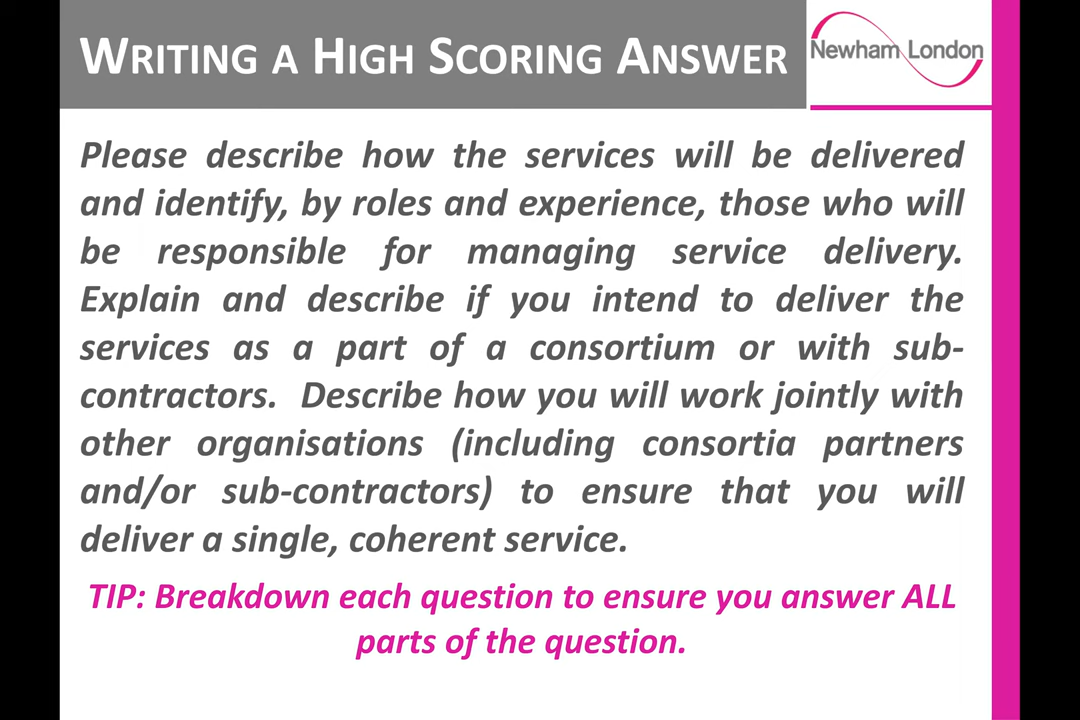 WRITING A HIGH SCORING ANSWER
Newham London
Please describe how the services will be delivered
and identify, by roles and experience, those who will
be responsible for managing service delivery.
Explain and describe if you intend to deliver the
services as a part of a consortium or with sub-
contractors. Describe how you will work jointly with
other organisations (including consortia partners
and/or sub-contractors) to ensure that you will
deliver a single, coherent service.
TIP: Breakdown each question to ensure you answer ALL
parts of the question.